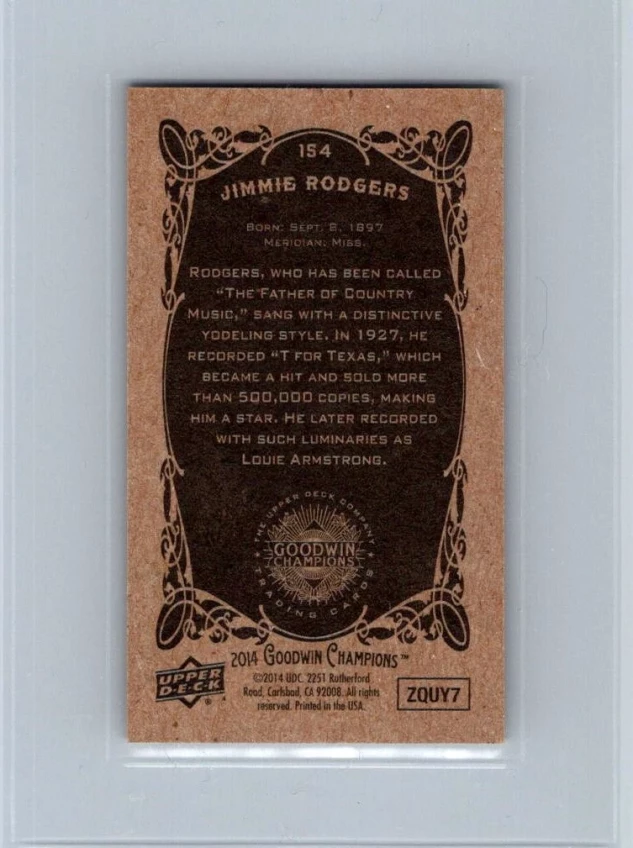 154
JIMMIE RODGERS
BORN: SEPT. 8, 1897
MERIDIAN: MISS.
RODGERS, WHO HAS BEEN CALLED
"THE FATHER OF COUNTRY
MUSIC," SANG WITH A DISTINCTIVE
YODELING STYLE. IN 1927, HE
RECORDED "T FOR TEXAS," WHICH
BECAME A HIT AND SOLD MORE
THAN 500,000 COPIES, MAKING
HIM A STAR. HE LATER RECORDED
WITH SUCH LUMINARIES AS
LOUIE ARMSTRONG.
THE UPPER DECK COMPANY
GOODWIN
CHAMPIONS
TRADING CARDS
2014 GOODWIN CHAMPIONS™
UPPER
D·E·C·K®
©2014 UDC. 2251 Rutherford
Road, Carlsbad, CA 92008. All rights
reserved. Printed in the USA.
ZQUY7